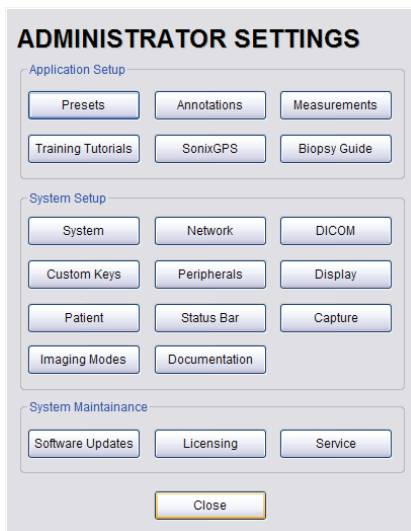 ADMINISTRATOR SETTINGS
Application Setup
Presets Annotations Measurements
Training Tutorials SonixGPS Biopsy Guide
System Setup
System Network DICOM
Custom Keys Peripherals Display
Patient Status Bar Capture
Imaging Modes Documentation
System Maintainance
Software Updates Licensing Service
Close